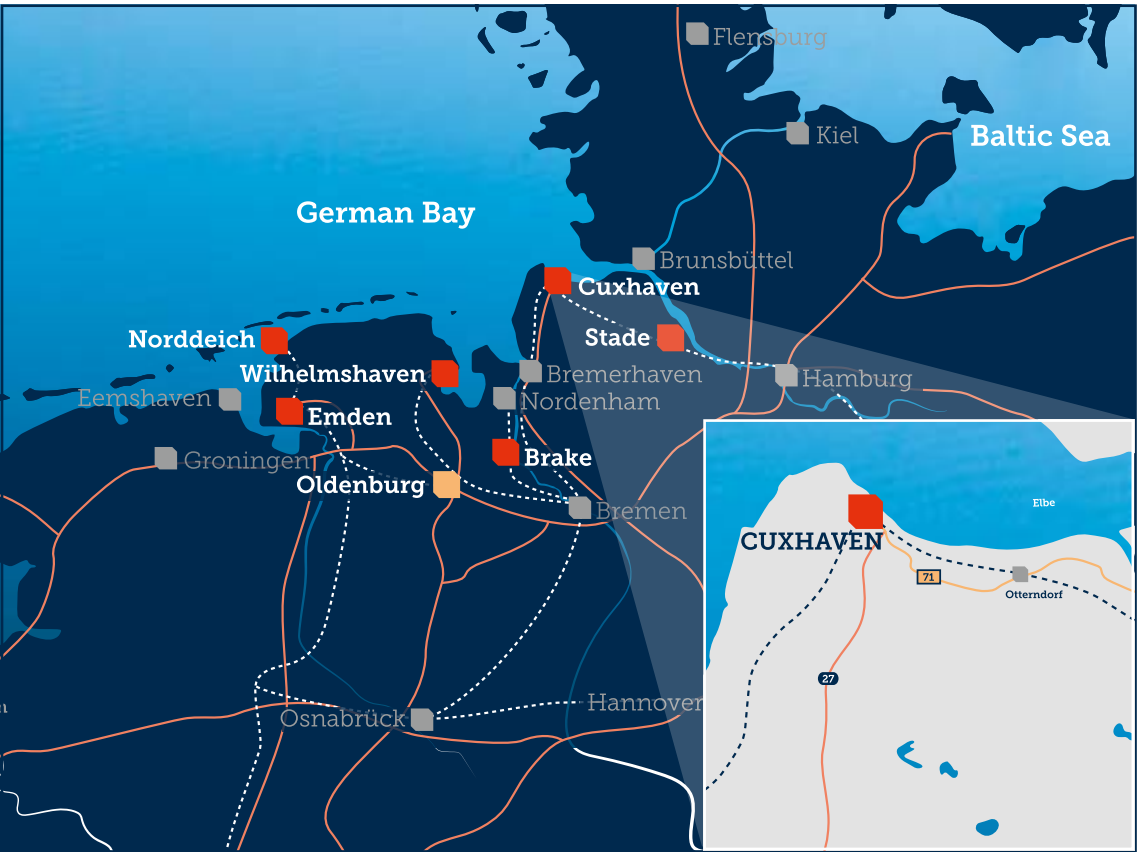 Flensburg
Kiel
Baltic Sea
German Bay
Brunsbüttel
Cuxhaven
Norddeich
Stade
Wilhelmshaven
Bremerhaven
Hamburg
Eemshaven
Nordenham
Emden
Groningen
Brake
Oldenburg
Bremen
Elbe
CUXHAVEN
71
Otterndorf
27
Hannover
Osnabrück